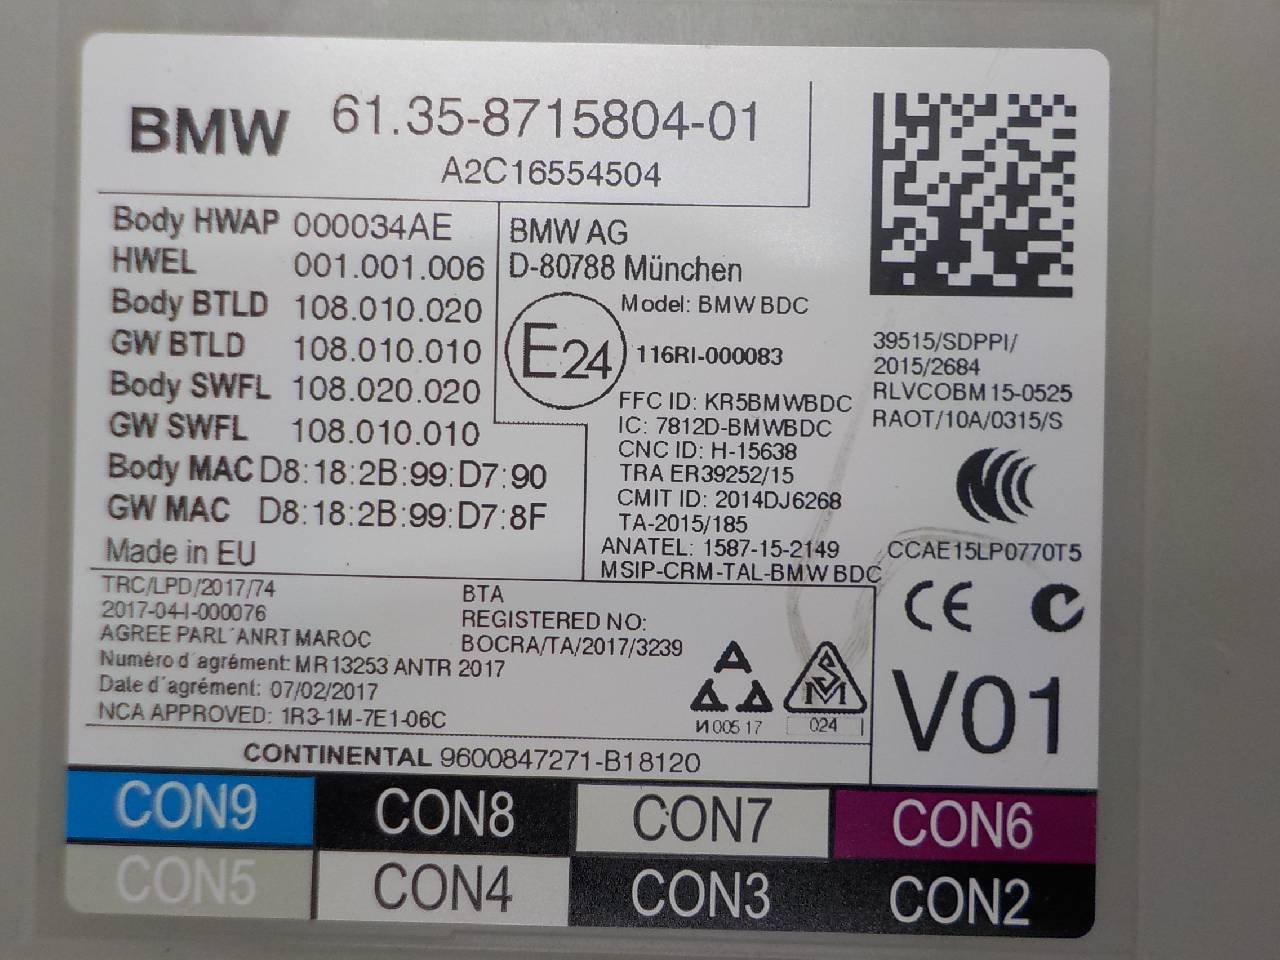 BMW 61.35-8715804-01
A2C16554504
Body HWAP 000034AE
HWEL 001.001.006
Body BTLD 108.010.020
GW BTLD 108.010.010
Body SWFL 108.020.020
GW SWFL 108.010.010
Body MAC D8:18:2B:99:D7:90
GW MAC D8:18:2B:99:D7:8F
Made in EU
BMW AG
D-80788 München
Model: BMW BDC
E24 116RI-000083
FFC ID: KR5BMWBDC
IC: 7812D-BMWBDC
CNC ID: H-15638
TRA ER39252/15
CMIT ID: 2014DJ6268
TA-2015/185
ANATEL: 1587-15-2149
MSIP-CRM-TAL-BMW BDC
39515/SDPPI/
2015/2684
RLVCOBM 15-0525
RAOT/10A/0315/S
CCAE15LP0770T5
CE
V01
TRC/LPD/2017/74
2017-04-I-000076
AGREE PARL´ANRT MAROC
Numéro d´agrément: MR 13253 ANTR 2017
Date d´agrément: 07/02/2017
NCA APPROVED: 1R3-1M-7E1-06C
BTA
REGISTERED NO:
BOCRA/TA/2017/3239
И 005 17
SM
024
CONTINENTAL 9600847271-B18120
CON9 CON8 CON7 CON6
CON5 CON4 CON3 CON2